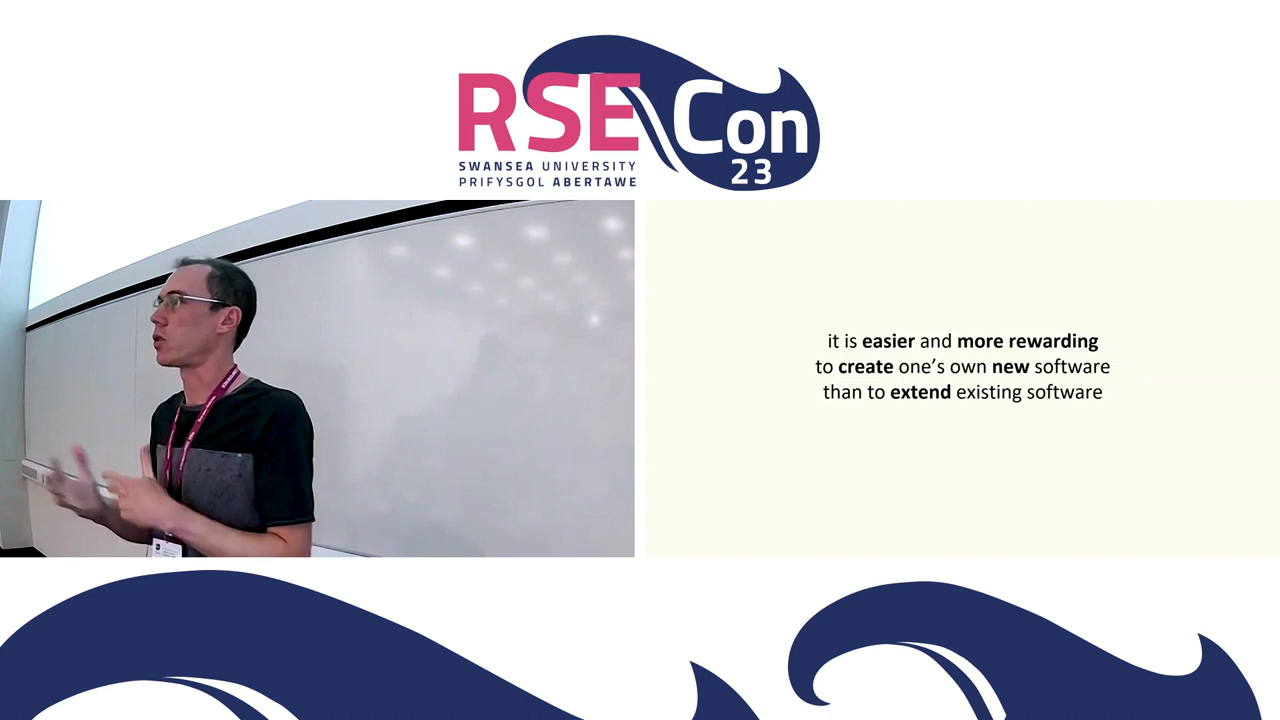 RSE Con
23
SWANSEA UNIVERSITY
PRIFYSGOL ABERTAWE
it is easier and more rewarding
to create one’s own new software
than to extend existing software